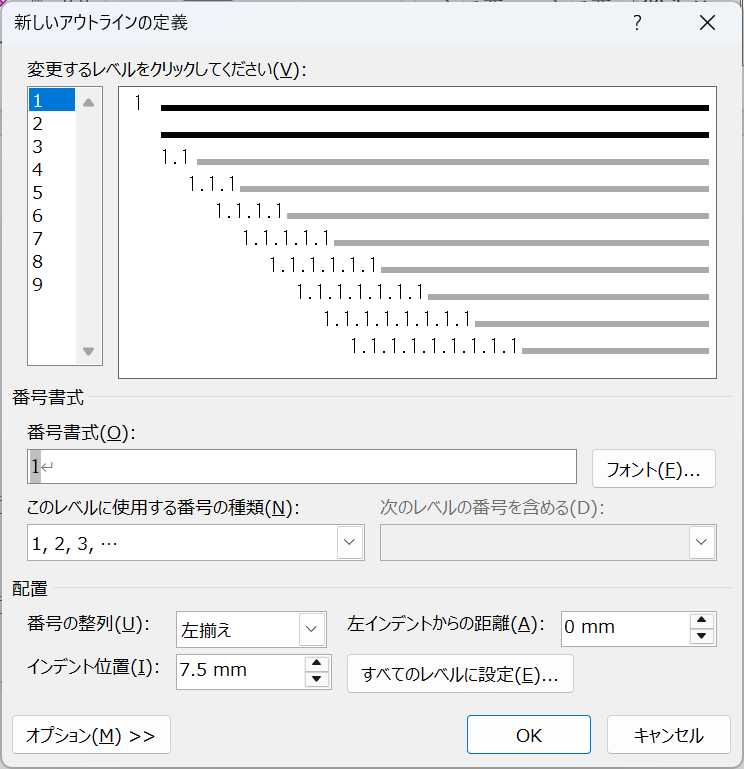 新しいアウトラインの定義 ? ×
変更するレベルをクリックしてください(V):
1
2
3
4
5
6
7
8
9
1
1.1
1.1.1
1.1.1.1
1.1.1.1.1
1.1.1.1.1.1
1.1.1.1.1.1.1
1.1.1.1.1.1.1.1
1.1.1.1.1.1.1.1.1
番号書式
番号書式(O):
1↵ フォント(F)...
このレベルに使用する番号の種類(N): 次のレベルの番号を含める(D):
1, 2, 3, …
配置
番号の整列(U): 左揃え 左インデントからの距離(A): 0 mm
インデント位置(I): 7.5 mm すべてのレベルに設定(E)...
オプション(M) >> OK キャンセル